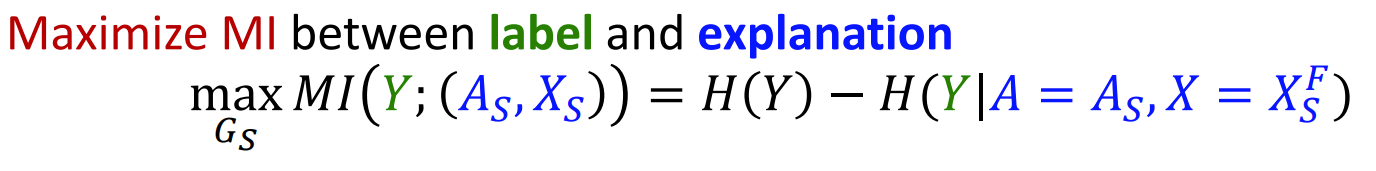 Maximize MI between label and explanation
max MI(Y; (A_S, X_S)) = H(Y) − H(Y|A = A_S, X = X_S^F)
G_S